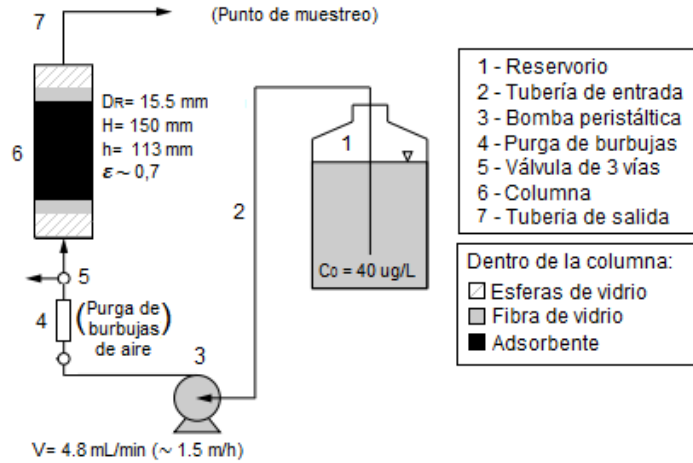 7
(Punto de muestreo)
DR= 15.5 mm
H= 150 mm
h= 113 mm
ε ~ 0,7
6
1
2
Co = 40 ug/L
5
4
(Purga de
burbujas)
de aire
3
V= 4.8 mL/min (~ 1.5 m/h)
1 - Reservorio
2 - Tubería de entrada
3 - Bomba peristáltica
4 - Purga de burbujas
5 - Válvula de 3 vías
6 - Columna
7 - Tuberia de salida
Dentro de la columna:
Esferas de vidrio
Fibra de vidrio
Adsorbente